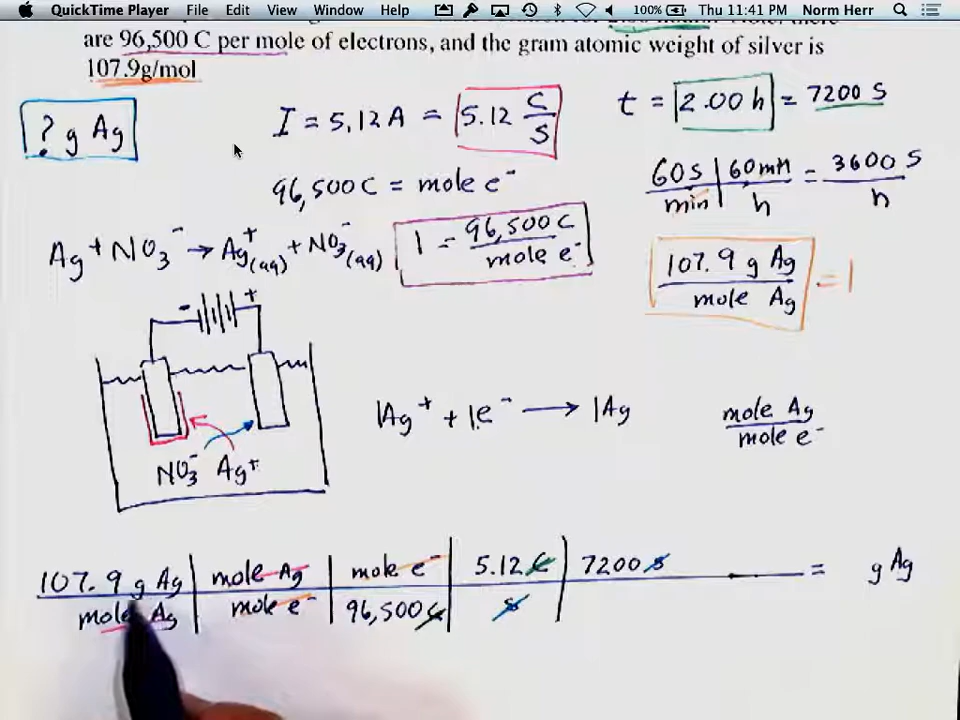 QuickTime Player File Edit View Window Help 100% Thu 11:41 PM Norm Herr
are 96,500 C per mole of electrons, and the gram atomic weight of silver is
107.9g/mol
? g Ag
I = 5.12 A = 5.12 C/S
t = 2.00 h = 7200 S
96,500 C = mole e⁻
60 s/min | 60 min/h = 3600 S/h
Ag⁺NO₃⁻ → Ag⁺(aq) + NO₃⁻(aq)
1 = 96,500 C/mole e⁻
107.9 g Ag/mole Ag = 1
- +
1Ag⁺ + 1e⁻ → 1Ag
mole Ag/mole e⁻
NO₃⁻ Ag⁺
107.9 g Ag | mole Ag | mole e⁻ | 5.12 C | 7200 s = g Ag
mole Ag | mole e⁻ | 96,500 C | s